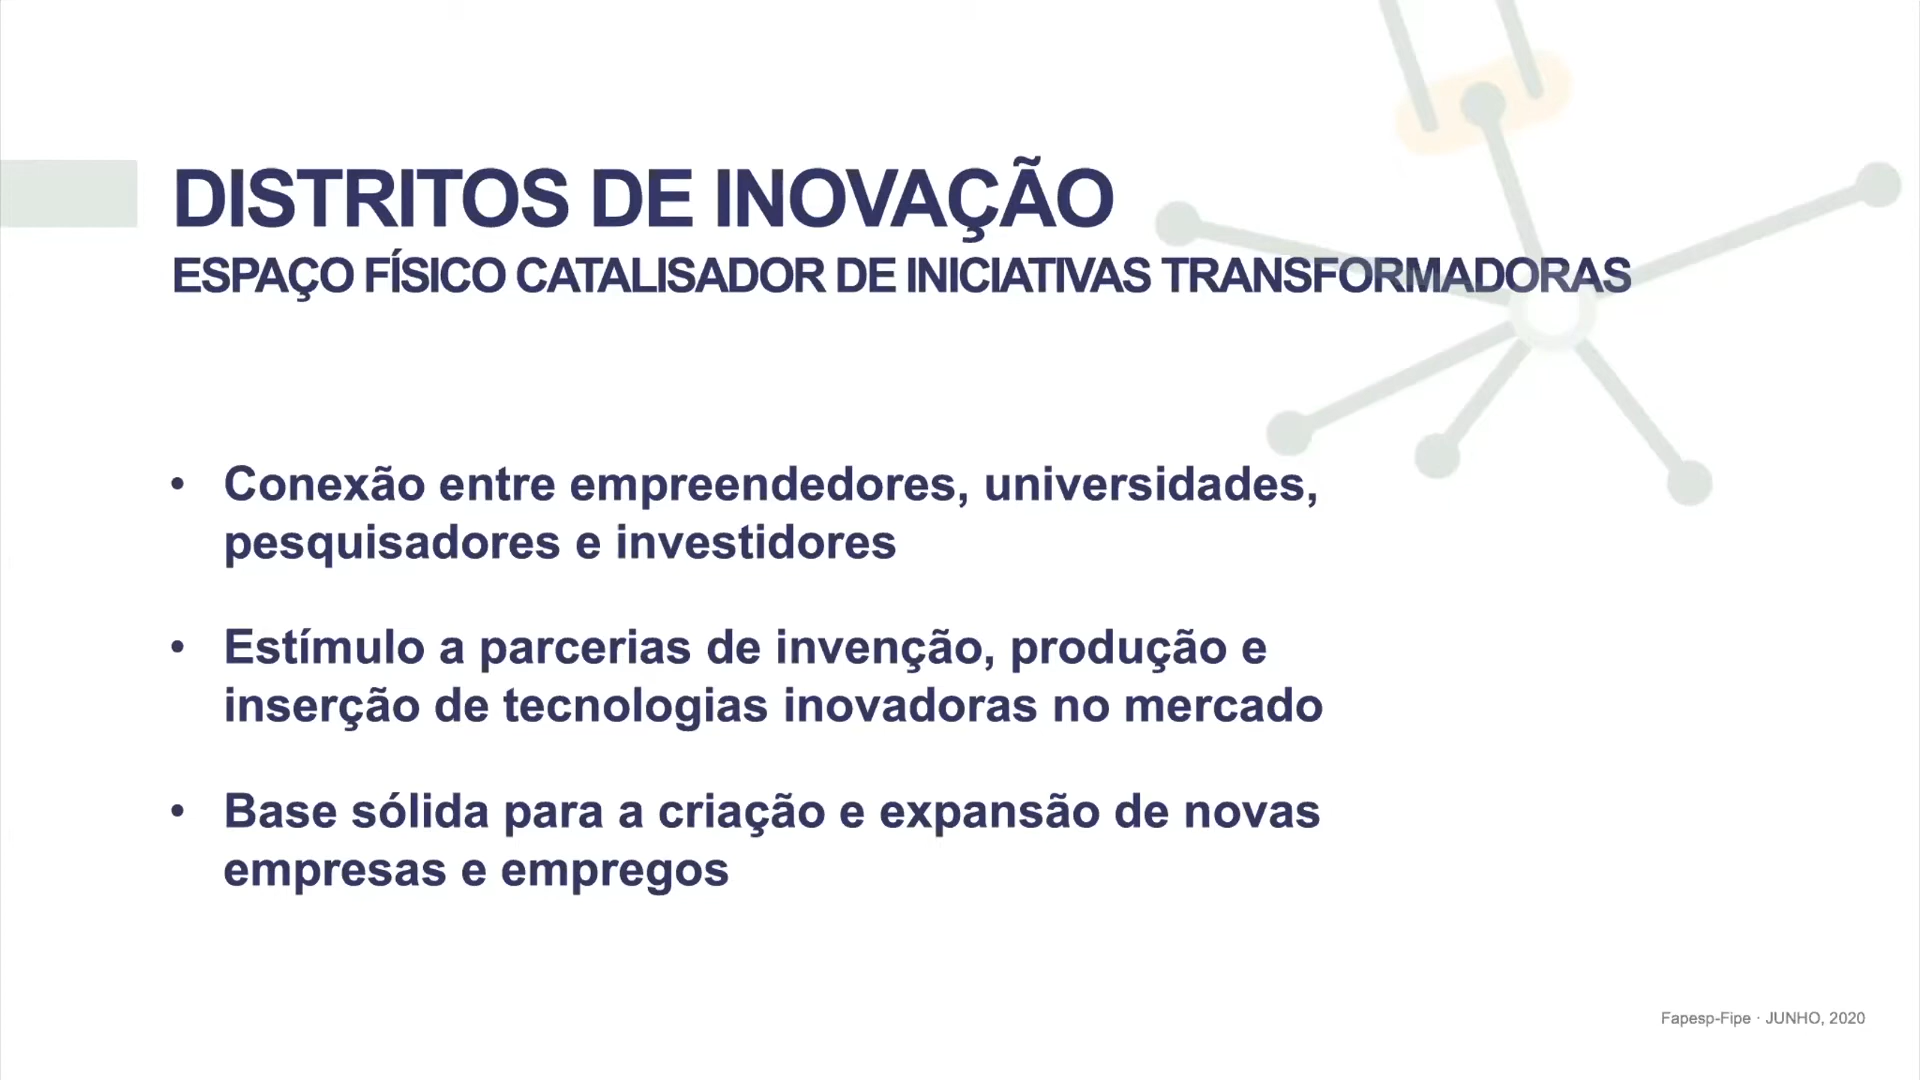 DISTRITOS DE INOVAÇÃO
ESPAÇO FÍSICO CATALISADOR DE INICIATIVAS TRANSFORMADORAS
• Conexão entre empreendedores, universidades,
pesquisadores e investidores
• Estímulo a parcerias de invenção, produção e
inserção de tecnologias inovadoras no mercado
• Base sólida para a criação e expansão de novas
empresas e empregos
Fapesp-Fipe · JUNHO, 2020